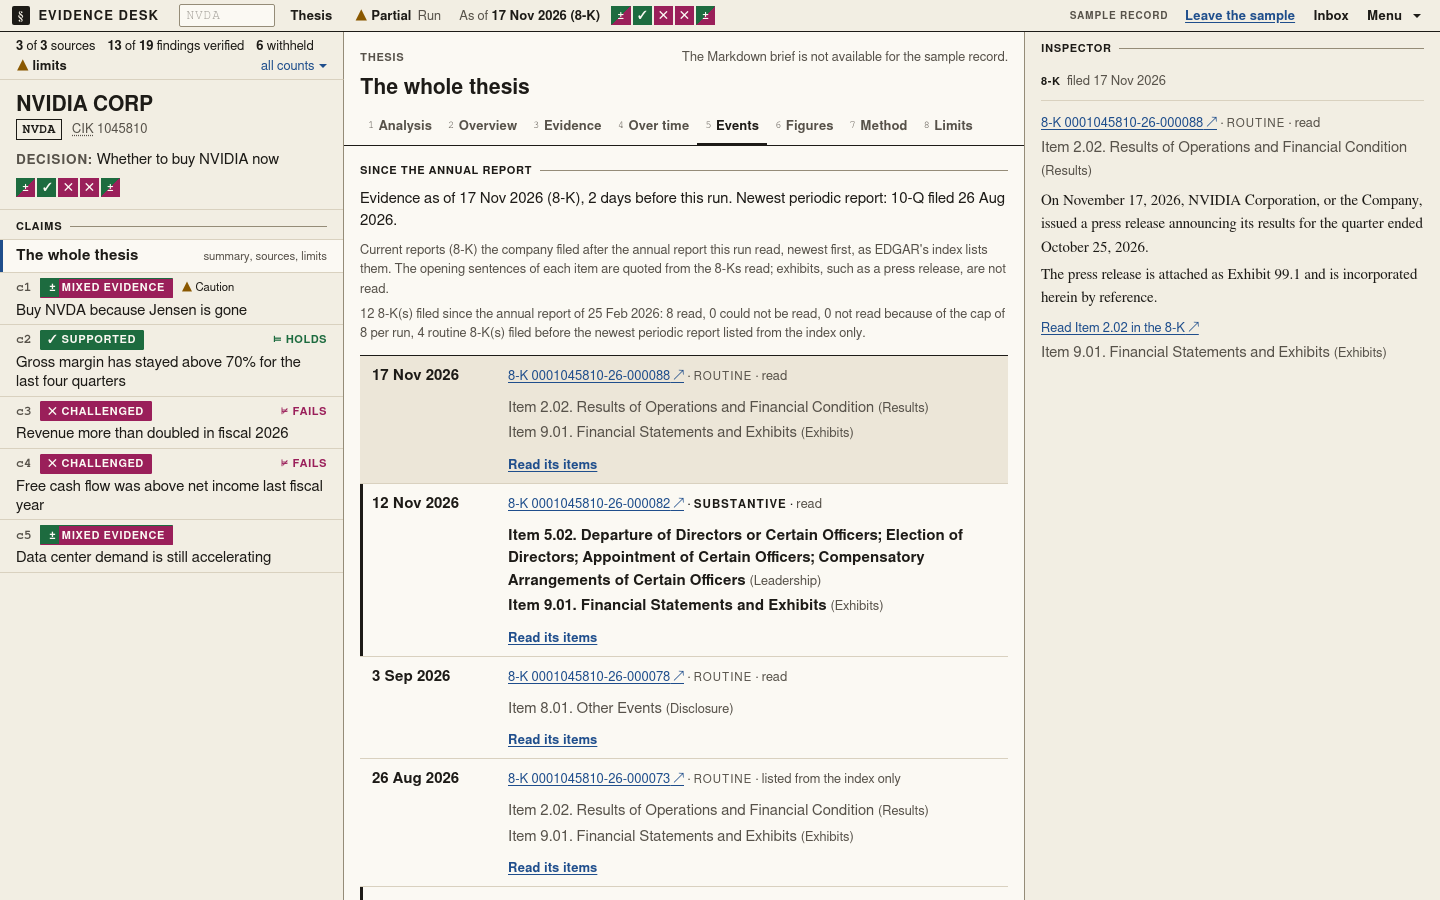 § EVIDENCE DESK NVDA Thesis Partial Run As of 17 Nov 2026 (8-K) ± ✓ ✕ ✕ ± SAMPLE RECORD Leave the sample Inbox Menu
3 of 3 sources 13 of 19 findings verified 6 withheld
limits all counts
NVIDIA CORP
NVDA CIK 1045810
DECISION: Whether to buy NVIDIA now
± ✓ ✕ ✕ ±
CLAIMS
The whole thesis summary, sources, limits
c1 ± MIXED EVIDENCE Caution
Buy NVDA because Jensen is gone
c2 ✓ SUPPORTED ⊨ HOLDS
Gross margin has stayed above 70% for the
last four quarters
c3 ✕ CHALLENGED ⊭ FAILS
Revenue more than doubled in fiscal 2026
c4 ✕ CHALLENGED ⊭ FAILS
Free cash flow was above net income last fiscal
year
c5 ± MIXED EVIDENCE
Data center demand is still accelerating
THESIS The Markdown brief is not available for the sample record.
The whole thesis
1 Analysis 2 Overview 3 Evidence 4 Over time 5 Events 6 Figures 7 Method 8 Limits
SINCE THE ANNUAL REPORT
Evidence as of 17 Nov 2026 (8-K), 2 days before this run. Newest periodic report: 10-Q filed 26 Aug
2026.
Current reports (8-K) the company filed after the annual report this run read, newest first, as EDGAR's index lists
them. The opening sentences of each item are quoted from the 8-Ks read; exhibits, such as a press release, are not
read.
12 8-K(s) filed since the annual report of 25 Feb 2026: 8 read, 0 could not be read, 0 not read because of the cap of
8 per run, 4 routine 8-K(s) filed before the newest periodic report listed from the index only.
17 Nov 2026 8-K 0001045810-26-000088 ↗ · ROUTINE · read
Item 2.02. Results of Operations and Financial Condition (Results)
Item 9.01. Financial Statements and Exhibits (Exhibits)
Read its items
12 Nov 2026 8-K 0001045810-26-000082 ↗ · SUBSTANTIVE · read
Item 5.02. Departure of Directors or Certain Officers; Election of
Directors; Appointment of Certain Officers; Compensatory
Arrangements of Certain Officers (Leadership)
Item 9.01. Financial Statements and Exhibits (Exhibits)
Read its items
3 Sep 2026 8-K 0001045810-26-000078 ↗ · ROUTINE · read
Item 8.01. Other Events (Disclosure)
Read its items
26 Aug 2026 8-K 0001045810-26-000073 ↗ · ROUTINE · listed from the index only
Item 2.02. Results of Operations and Financial Condition (Results)
Item 9.01. Financial Statements and Exhibits (Exhibits)
Read its items
INSPECTOR
8-K filed 17 Nov 2026
8-K 0001045810-26-000088 ↗ · ROUTINE · read
Item 2.02. Results of Operations and Financial Condition
(Results)
On November 17, 2026, NVIDIA Corporation, or the Company,
issued a press release announcing its results for the quarter ended
October 25, 2026.
The press release is attached as Exhibit 99.1 and is incorporated
herein by reference.
Read Item 2.02 in the 8-K ↗
Item 9.01. Financial Statements and Exhibits (Exhibits)